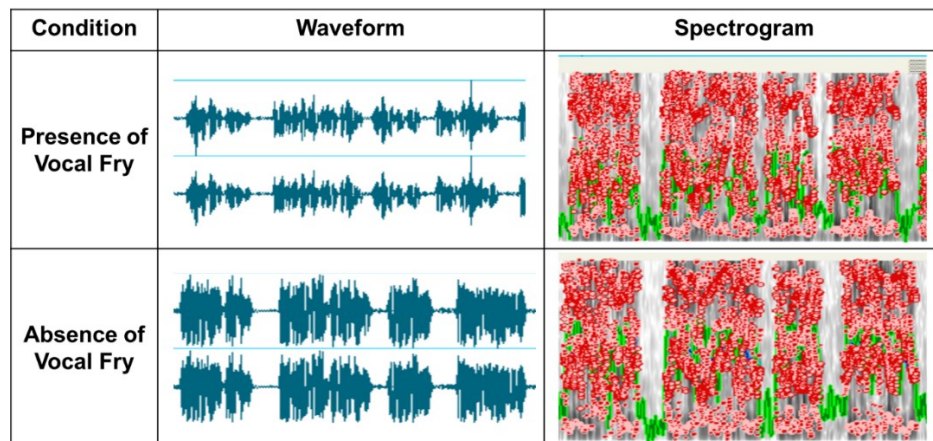 Condition
Waveform
Spectrogram
Presence of
Vocal Fry
Absence of
Vocal Fry